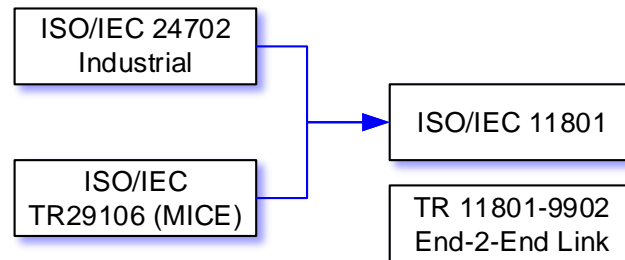 ISO/IEC 24702
Industrial
ISO/IEC
TR29106 (MICE)
ISO/IEC 11801
TR 11801-9902
End-2-End Link